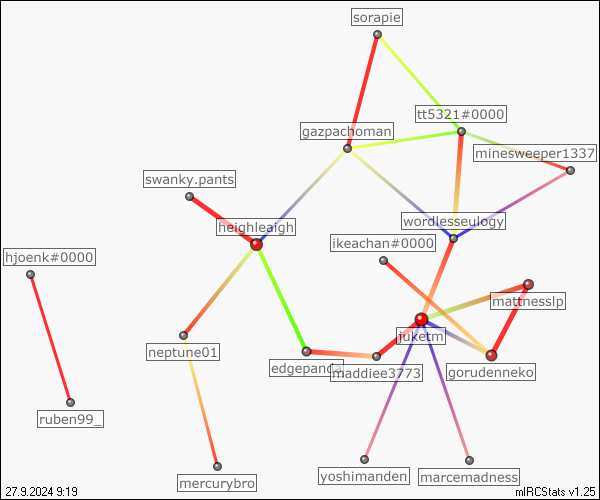 sorapie
tt5321#0000
gazpachoman
minesweeper1337
swanky.pants
heighleaigh
wordlesseulogy
ikeachan#0000
hjoenk#0000
mattnesslp
juketm
neptune01
edgepanda
maddiee3773
gorudenneko
ruben99_
yoshimanden
marcemadness
mercurybro
27.9.2024 9:19
mIRCStats v1.25